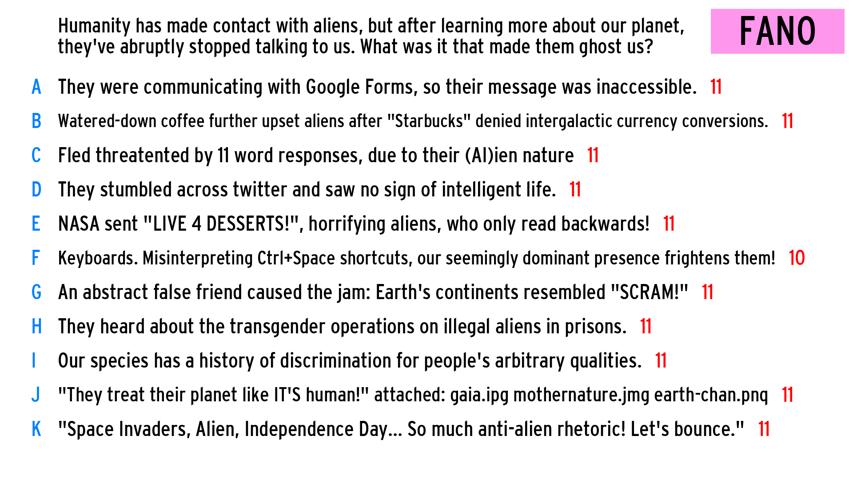 Humanity has made contact with aliens, but after learning more about our planet,
they've abruptly stopped talking to us. What was it that made them ghost us?
FANO
A They were communicating with Google Forms, so their message was inaccessible. 11
B Watered-down coffee further upset aliens after "Starbucks" denied intergalactic currency conversions. 11
C Fled threatented by 11 word responses, due to their (AI)ien nature 11
D They stumbled across twitter and saw no sign of intelligent life. 11
E NASA sent "LIVE 4 DESSERTS!", horrifying aliens, who only read backwards! 11
F Keyboards. Misinterpreting Ctrl+Space shortcuts, our seemingly dominant presence frightens them! 10
G An abstract false friend caused the jam: Earth's continents resembled "SCRAM!" 11
H They heard about the transgender operations on illegal aliens in prisons. 11
I Our species has a history of discrimination for people's arbitrary qualities. 11
J "They treat their planet like IT'S human!" attached: gaia.ipg mothernature.jmg earth-chan.pnq 11
K "Space Invaders, Alien, Independence Day... So much anti-alien rhetoric! Let's bounce." 11